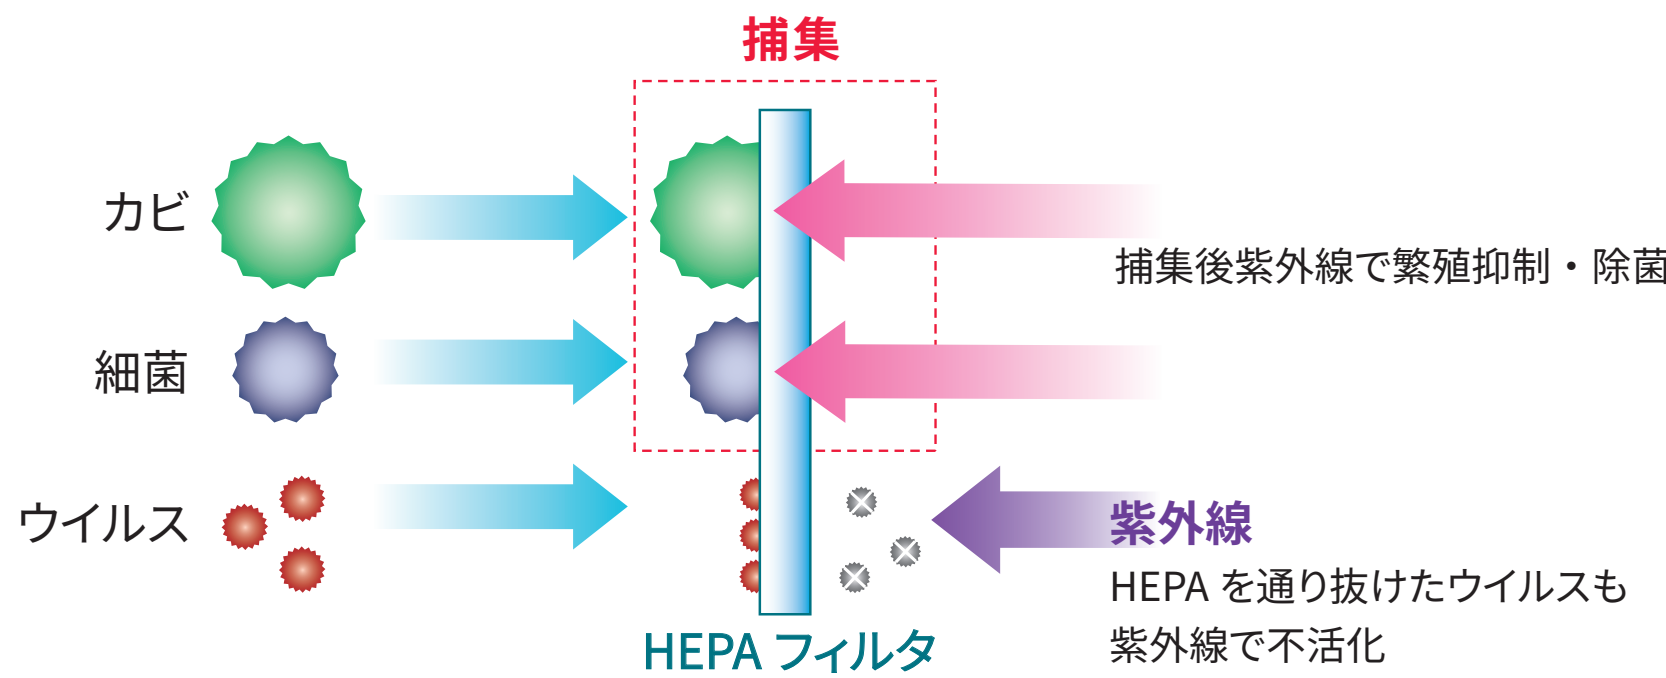 捕集
カビ
捕集後紫外線で繁殖抑制・除菌
細菌
ウイルス
紫外線
HEPA を通り抜けたウイルスも
紫外線で不活化
HEPA フィルタ